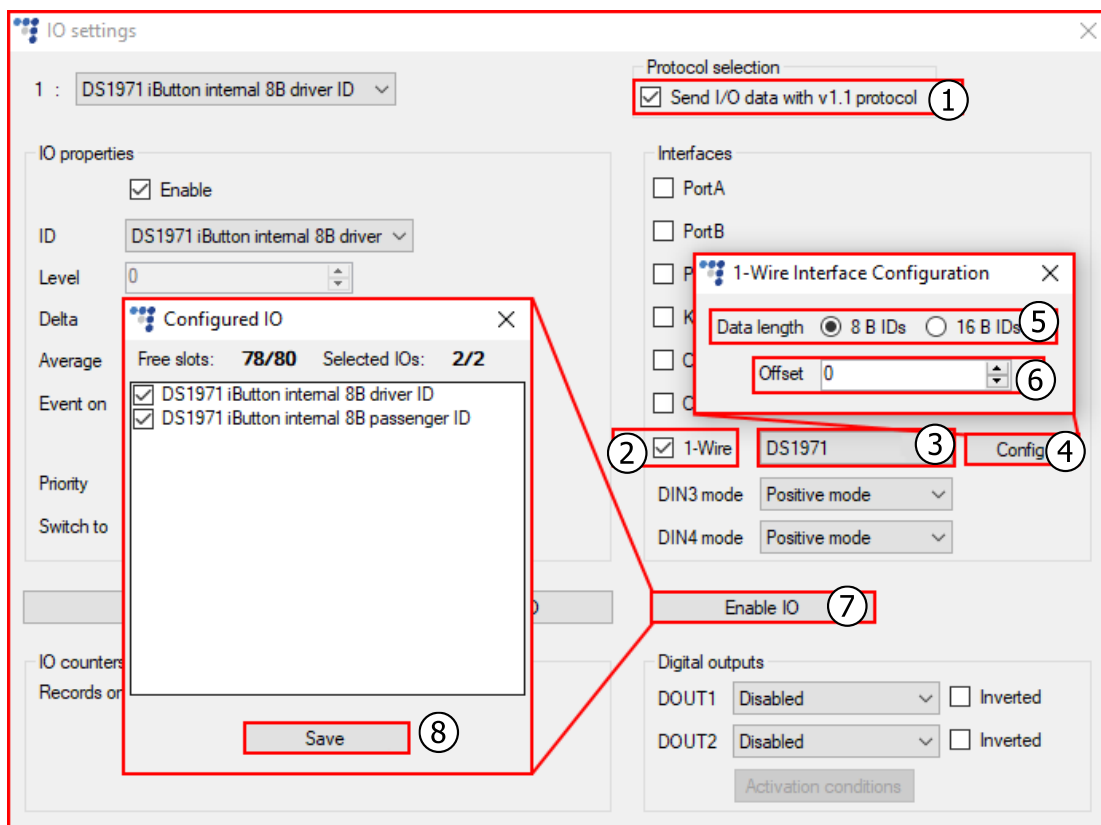 IO settings
1 : DS1971 iButton internal 8B driver ID
Protocol selection
Send I/O data with v1.1 protocol 1
IO properties
Enable
ID DS1971 iButton internal 8B driver
Level 0
Delta
Average
Event on
Priority
Switch to
Configured IO
Free slots: 78/80 Selected IOs: 2/2
DS1971 iButton internal 8B driver ID
DS1971 iButton internal 8B passenger ID
Save 8
IO counters
Records on
Interfaces
PortA
PortB
P
K
C
C
1-Wire Interface Configuration
Data length 8 B IDs 16 B IDs 5
Offset 0 6
2 1-Wire DS1971 3 Config 4
DIN3 mode Positive mode
DIN4 mode Positive mode
Enable IO 7
Digital outputs
DOUT1 Disabled Inverted
DOUT2 Disabled Inverted
Activation conditions